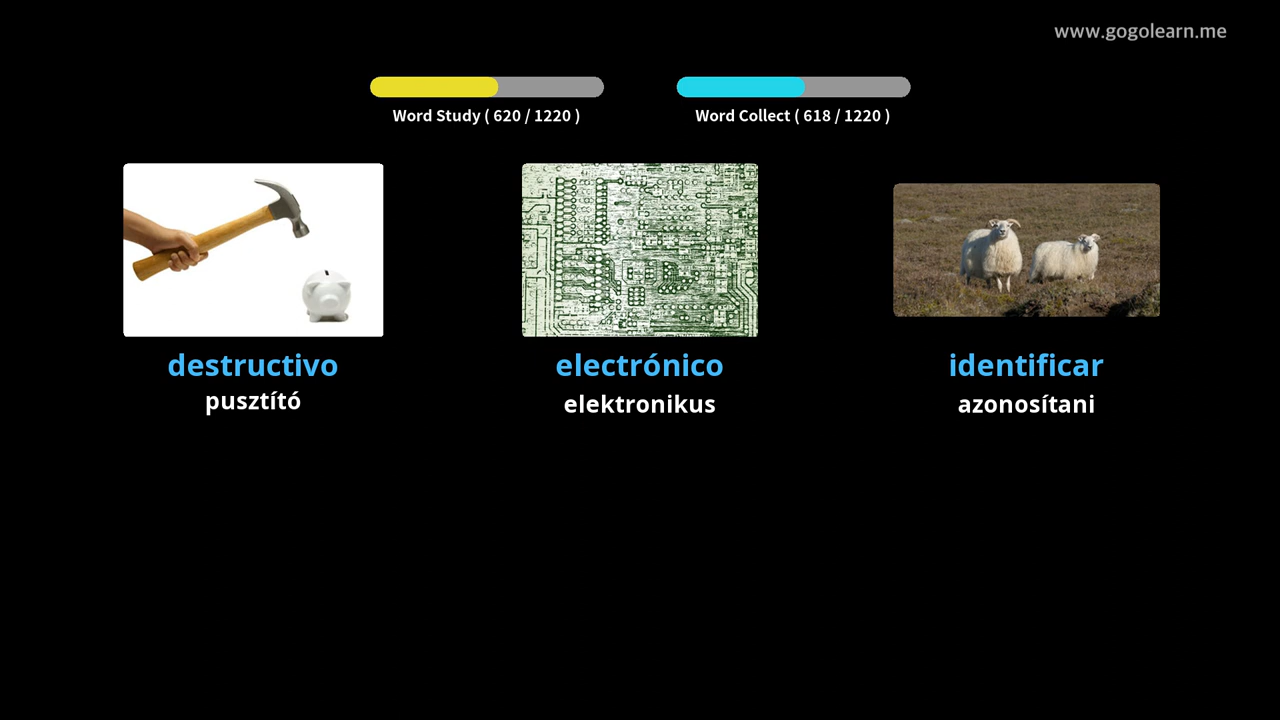 www.gogolearn.me
Word Study ( 620 / 1220 )
Word Collect ( 618 / 1220 )
destructivo
pusztító
electrónico
elektronikus
identificar
azonosítani